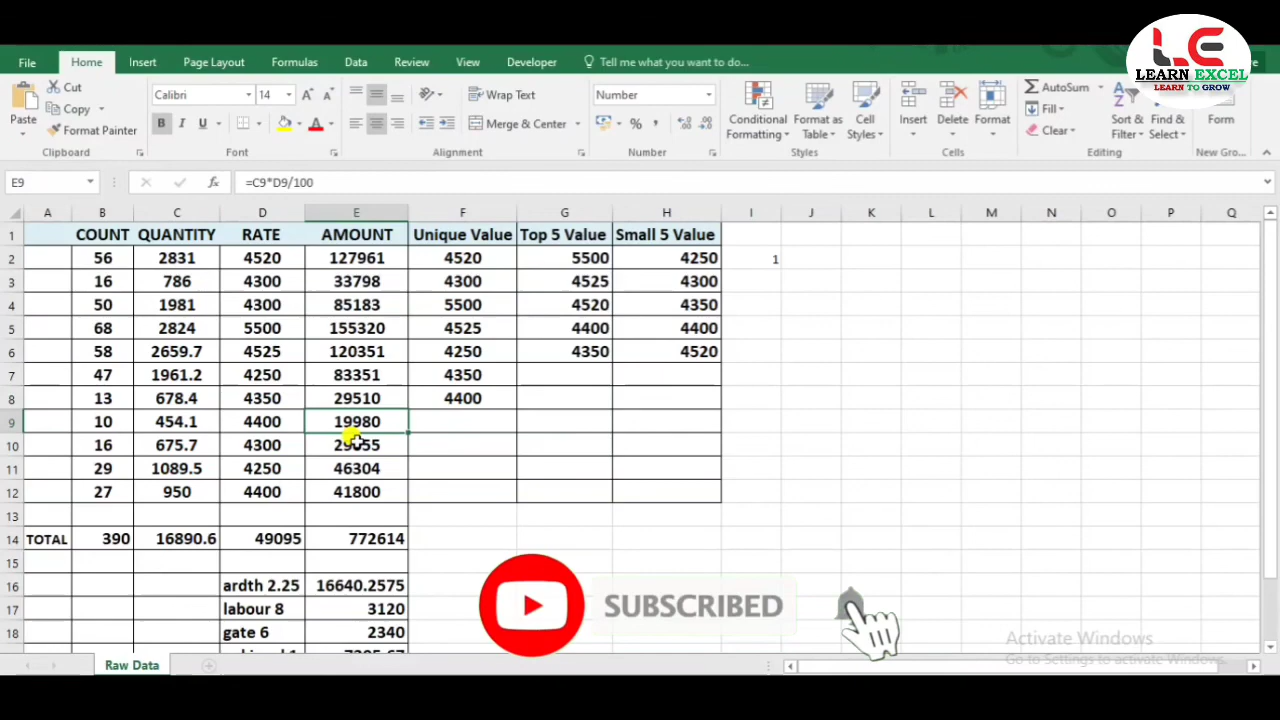 LEARN EXCEL
LEARN TO GROW
File Home Insert Page Layout Formulas Data Review View Developer Tell me what you want to do...
Cut
Copy
Format Painter
Paste
Calibri 14
Wrap Text
Merge & Center
Number
Conditional Formatting
Format as Table
Cell Styles
Insert Delete Format
AutoSum
Fill
Clear
Sort & Filter
Find & Select
Form
Clipboard Font Alignment Number Styles Cells Editing New Gro...
E9 fx =C9*D9/100
A B C D E F G H I J K L M N O P Q
1 COUNT QUANTITY RATE AMOUNT Unique Value Top 5 Value Small 5 Value
2 56 2831 4520 127961 4520 5500 4250 1
3 16 786 4300 33798 4300 4525 4300
4 50 1981 4300 85183 5500 4520 4350
5 68 2824 5500 155320 4525 4400 4400
6 58 2659.7 4525 120351 4250 4350 4520
7 47 1961.2 4250 83351 4350
8 13 678.4 4350 29510 4400
9 10 454.1 4400 19980
10 16 675.7 4300
11 29 1089.5 4250 46304
12 27 950 4400 41800
13
14 TOTAL 390 16890.6 49095 772614
15
16 ardth 2.25 16640.2575
17 labour 8 3120
18 gate 6 2340
SUBSCRIBED
Activate Windows
Go to Settings to activate Windows.
Raw Data